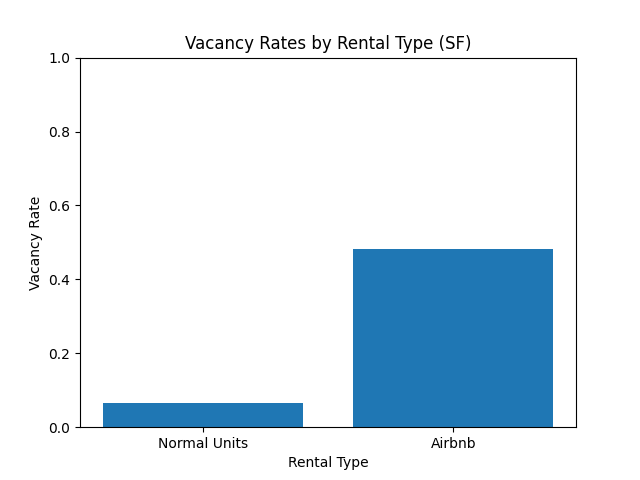 Vacancy Rates by Rental Type (SF)
1.0
0.8
0.6
0.4
0.2
0.0
Vacancy Rate
Normal Units
Airbnb
Rental Type